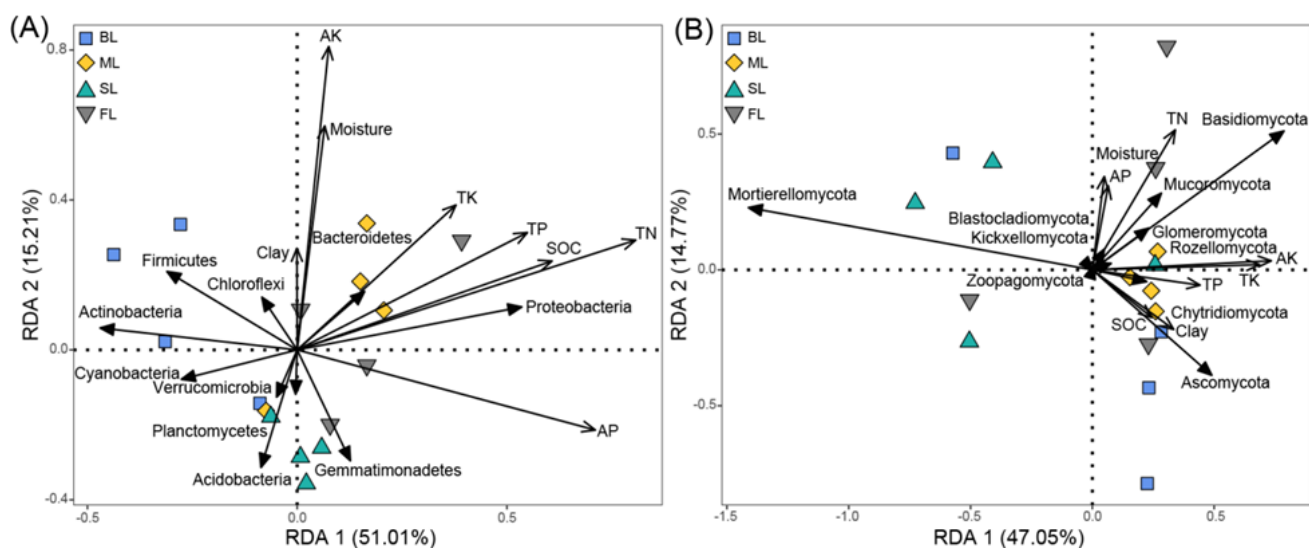 (A)
BL
ML
SL
FL
AK
Moisture
TK
Bacteroidetes
TP
Clay
SOC
TN
Firmicutes
Chloroflexi
Proteobacteria
Actinobacteria
Cyanobacteria
Verrucomicrobia
Planctomycetes
AP
Acidobacteria
Gemmatimonadetes
0.8
0.4
0.0
-0.4
-0.5
0.0
0.5
RDA 2 (15.21%)
RDA 1 (51.01%)
(B)
BL
ML
SL
FL
TN
Basidiomycota
Moisture
AP
Mucoromycota
Mortierellomycota
Blastocladiomycota
Kickxellomycota
Glomeromycota
Rozellomycota
AK
Zoopagomycota
TP
TK
Chytridiomycota
SOC
Clay
Ascomycota
0.5
0.0
-0.5
-1.5
-1.0
-0.5
0.0
0.5
RDA 2 (14.77%)
RDA 1 (47.05%)